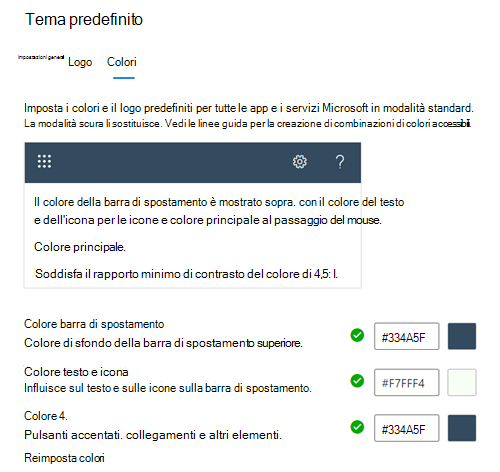 Tema predefinito
Impostazioni generali Logo Colori
Imposta i colori e il logo predefiniti per tutte le app e i servizi Microsoft in modalità standard.
La modalità scura li sostituisce. Vedi le linee guida per la creazione di combinazioni di colori accessibili.
?
Il colore della barra di spostamento è mostrato sopra. con il colore del testo
e dell'icona per le icone e colore principale al passaggio del mouse.
Colore principale.
Soddisfa il rapporto minimo di contrasto del colore di 4,5: l.
Colore barra di spostamento
Colore di sfondo della barra di spostamento superiore.
#334A5F
Colore testo e icona
Influisce sul testo e sulle icone sulla barra di spostamento.
#F7FFF4
Colore 4.
Pulsanti accentati. collegamenti e altri elementi.
#334A5F
Reimposta colori